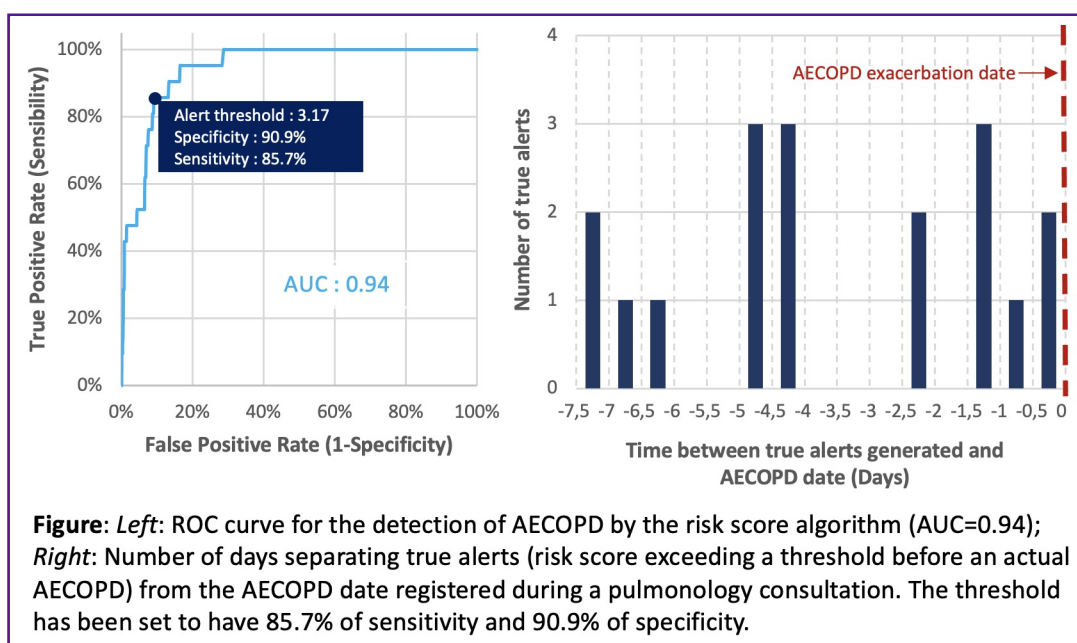 100%
80%
60%
40%
20%
0%
True Positive Rate (Sensibility)
Alert threshold : 3.17
Specificity : 90.9%
Sensitivity : 85.7%
AUC : 0.94
0% 20% 40% 60% 80% 100%
False Positive Rate (1-Specificity)
4
3
2
1
0
Number of true alerts
AECOPD exacerbation date
-7,5 -7 -6,5 -6 -5,5 -5 -4,5 -4 -3,5 -3 -2,5 -2 -1,5 -1 -0,5 0
Time between true alerts generated and
AECOPD date (Days)
Figure: Left: ROC curve for the detection of AECOPD by the risk score algorithm (AUC=0.94);
Right: Number of days separating true alerts (risk score exceeding a threshold before an actual
AECOPD) from the AECOPD date registered during a pulmonology consultation. The threshold
has been set to have 85.7% of sensitivity and 90.9% of specificity.